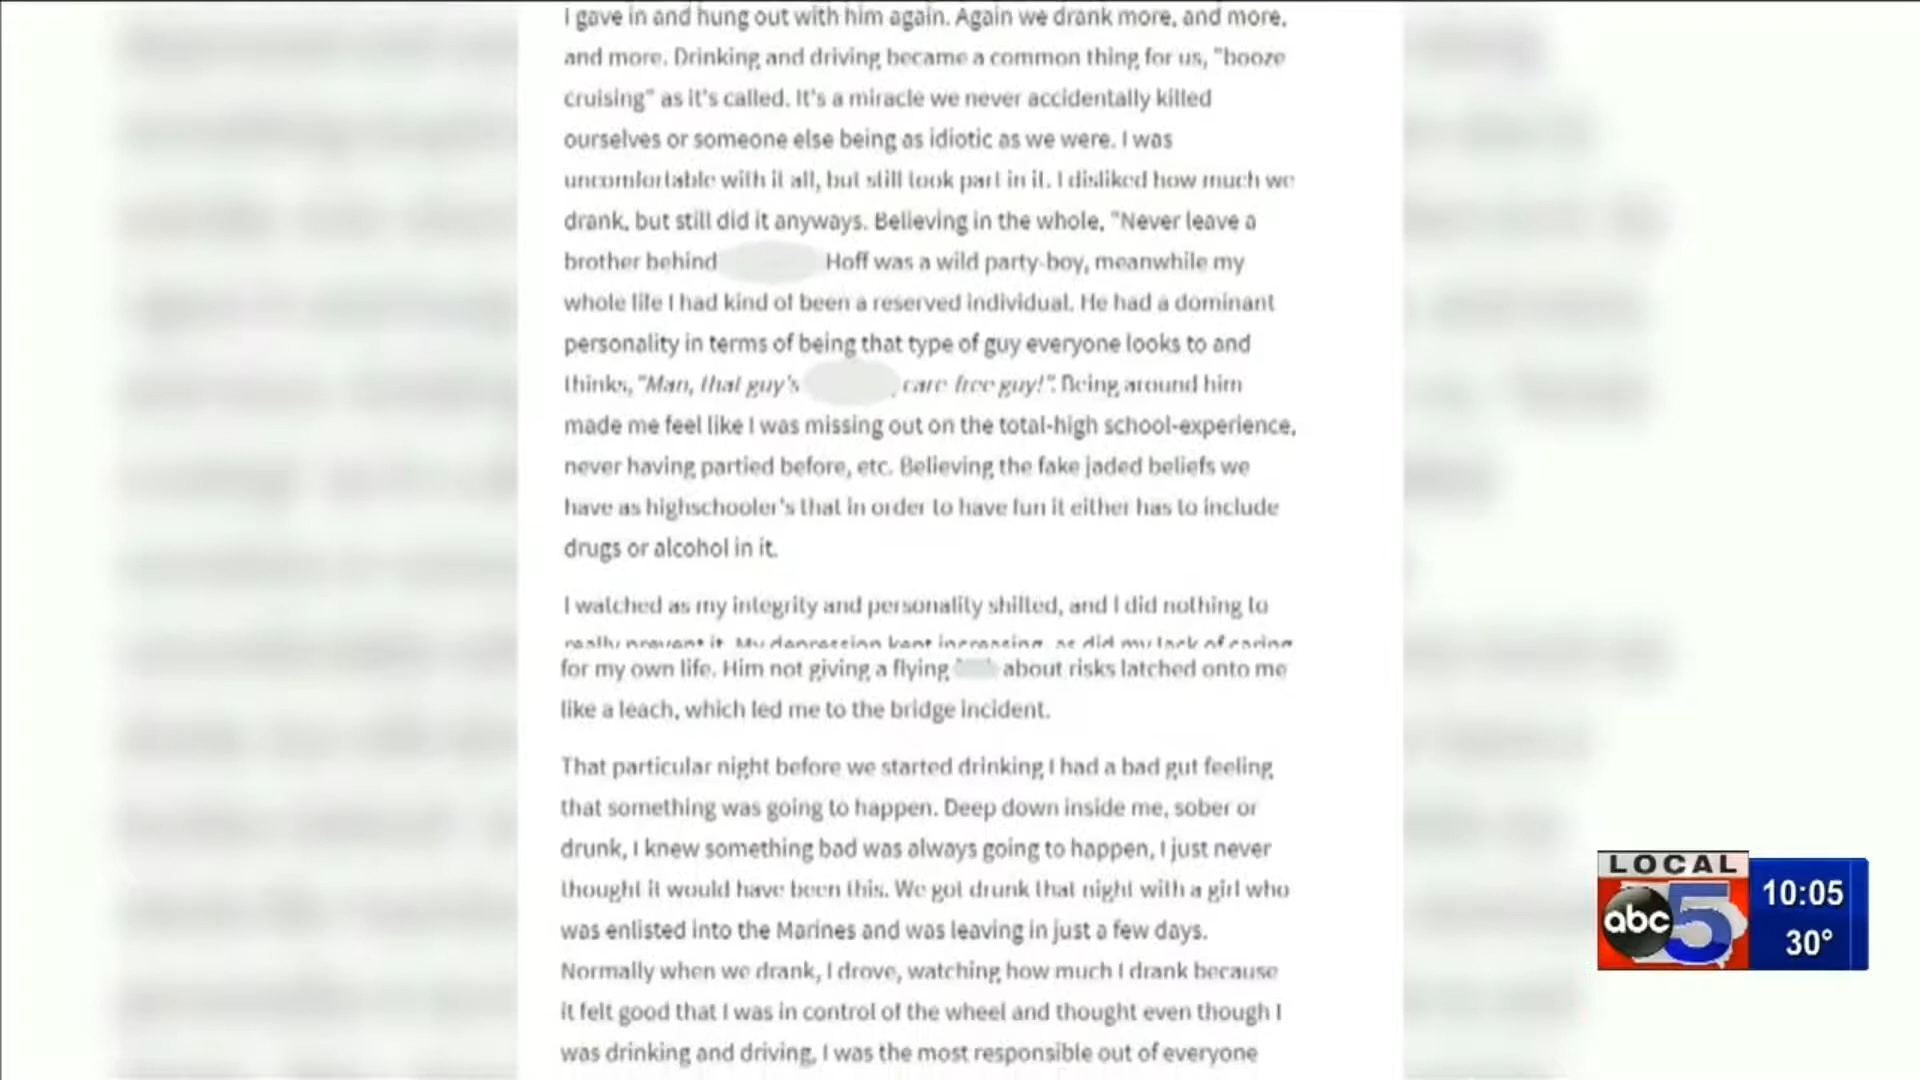 I gave in and hung out with him again. Again we drank more, and more,
and more. Drinking and driving became a common thing for us, "booze
cruising" as it's called. It's a miracle we never accidentally killed
ourselves or someone else being as idiotic as we were. I was
uncomfortable with it all, but still took part in it. I disliked how much we
drank, but still did it anyways. Believing in the whole, "Never leave a
brother behind Hoff was a wild party-boy, meanwhile my
whole life I had kind of been a reserved individual. He had a dominant
personality in terms of being that type of guy everyone looks to and
thinks, "Man, that guy's , care free guy!". Being around him
made me feel like I was missing out on the total-high school-experience,
never having partied before, etc. Believing the fake jaded beliefs we
have as highschooler's that in order to have fun it either has to include
drugs or alcohol in it.
I watched as my integrity and personality shifted, and I did nothing to
really prevent it. My depression kept increasing, as did my lack of caring
for my own life. Him not giving a flying about risks latched onto me
like a leach, which led me to the bridge incident.
That particular night before we started drinking I had a bad gut feeling
that something was going to happen. Deep down inside me, sober or
drunk, I knew something bad was always going to happen, I just never
thought it would have been this. We got drunk that night with a girl who
was enlisted into the Marines and was leaving in just a few days.
Normally when we drank, I drove, watching how much I drank because
it felt good that I was in control of the wheel and thought even though I
was drinking and driving, I was the most responsible out of everyone
LOCAL
abc 5
10:05
30°